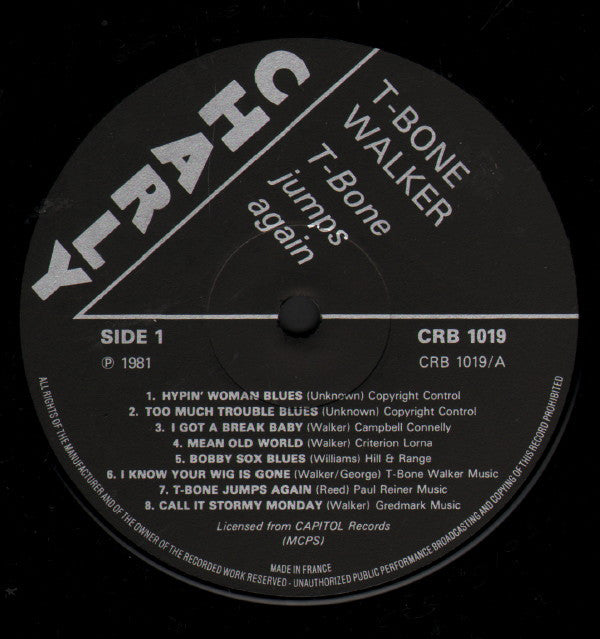 CHARLY
T-BONE
WALKER
T-Bone
jumps
again
SIDE 1
CRB 1019
℗ 1981
CRB 1019/A
1. HYPIN' WOMAN BLUES (Unknown) Copyright Control
2. TOO MUCH TROUBLE BLUES (Unknown) Copyright Control
3. I GOT A BREAK BABY (Walker) Campbell Connelly
4. MEAN OLD WORLD (Walker) Criterion Lorna
5. BOBBY SOX BLUES (Williams) Hill & Range
6. I KNOW YOUR WIG IS GONE (Walker/George) T-Bone Walker Music
7. T-BONE JUMPS AGAIN (Reed) Paul Reiner Music
8. CALL IT STORMY MONDAY (Walker) Gredmark Music
Licensed from CAPITOL Records
(MCPS)
MADE IN FRANCE
ALL RIGHTS OF THE MANUFACTURER AND OF THE OWNER OF THE RECORDED WORK RESERVED - UNAUTHORIZED PUBLIC PERFORMANCE BROADCASTING AND COPYING OF THIS RECORD PROHIBITED